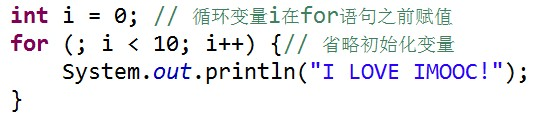 int i = 0; // 循环变量i在for语句之前赋值
for (; i < 10; i++) {// 省略初始化变量
    System.out.println("I LOVE IMOOC!");
}